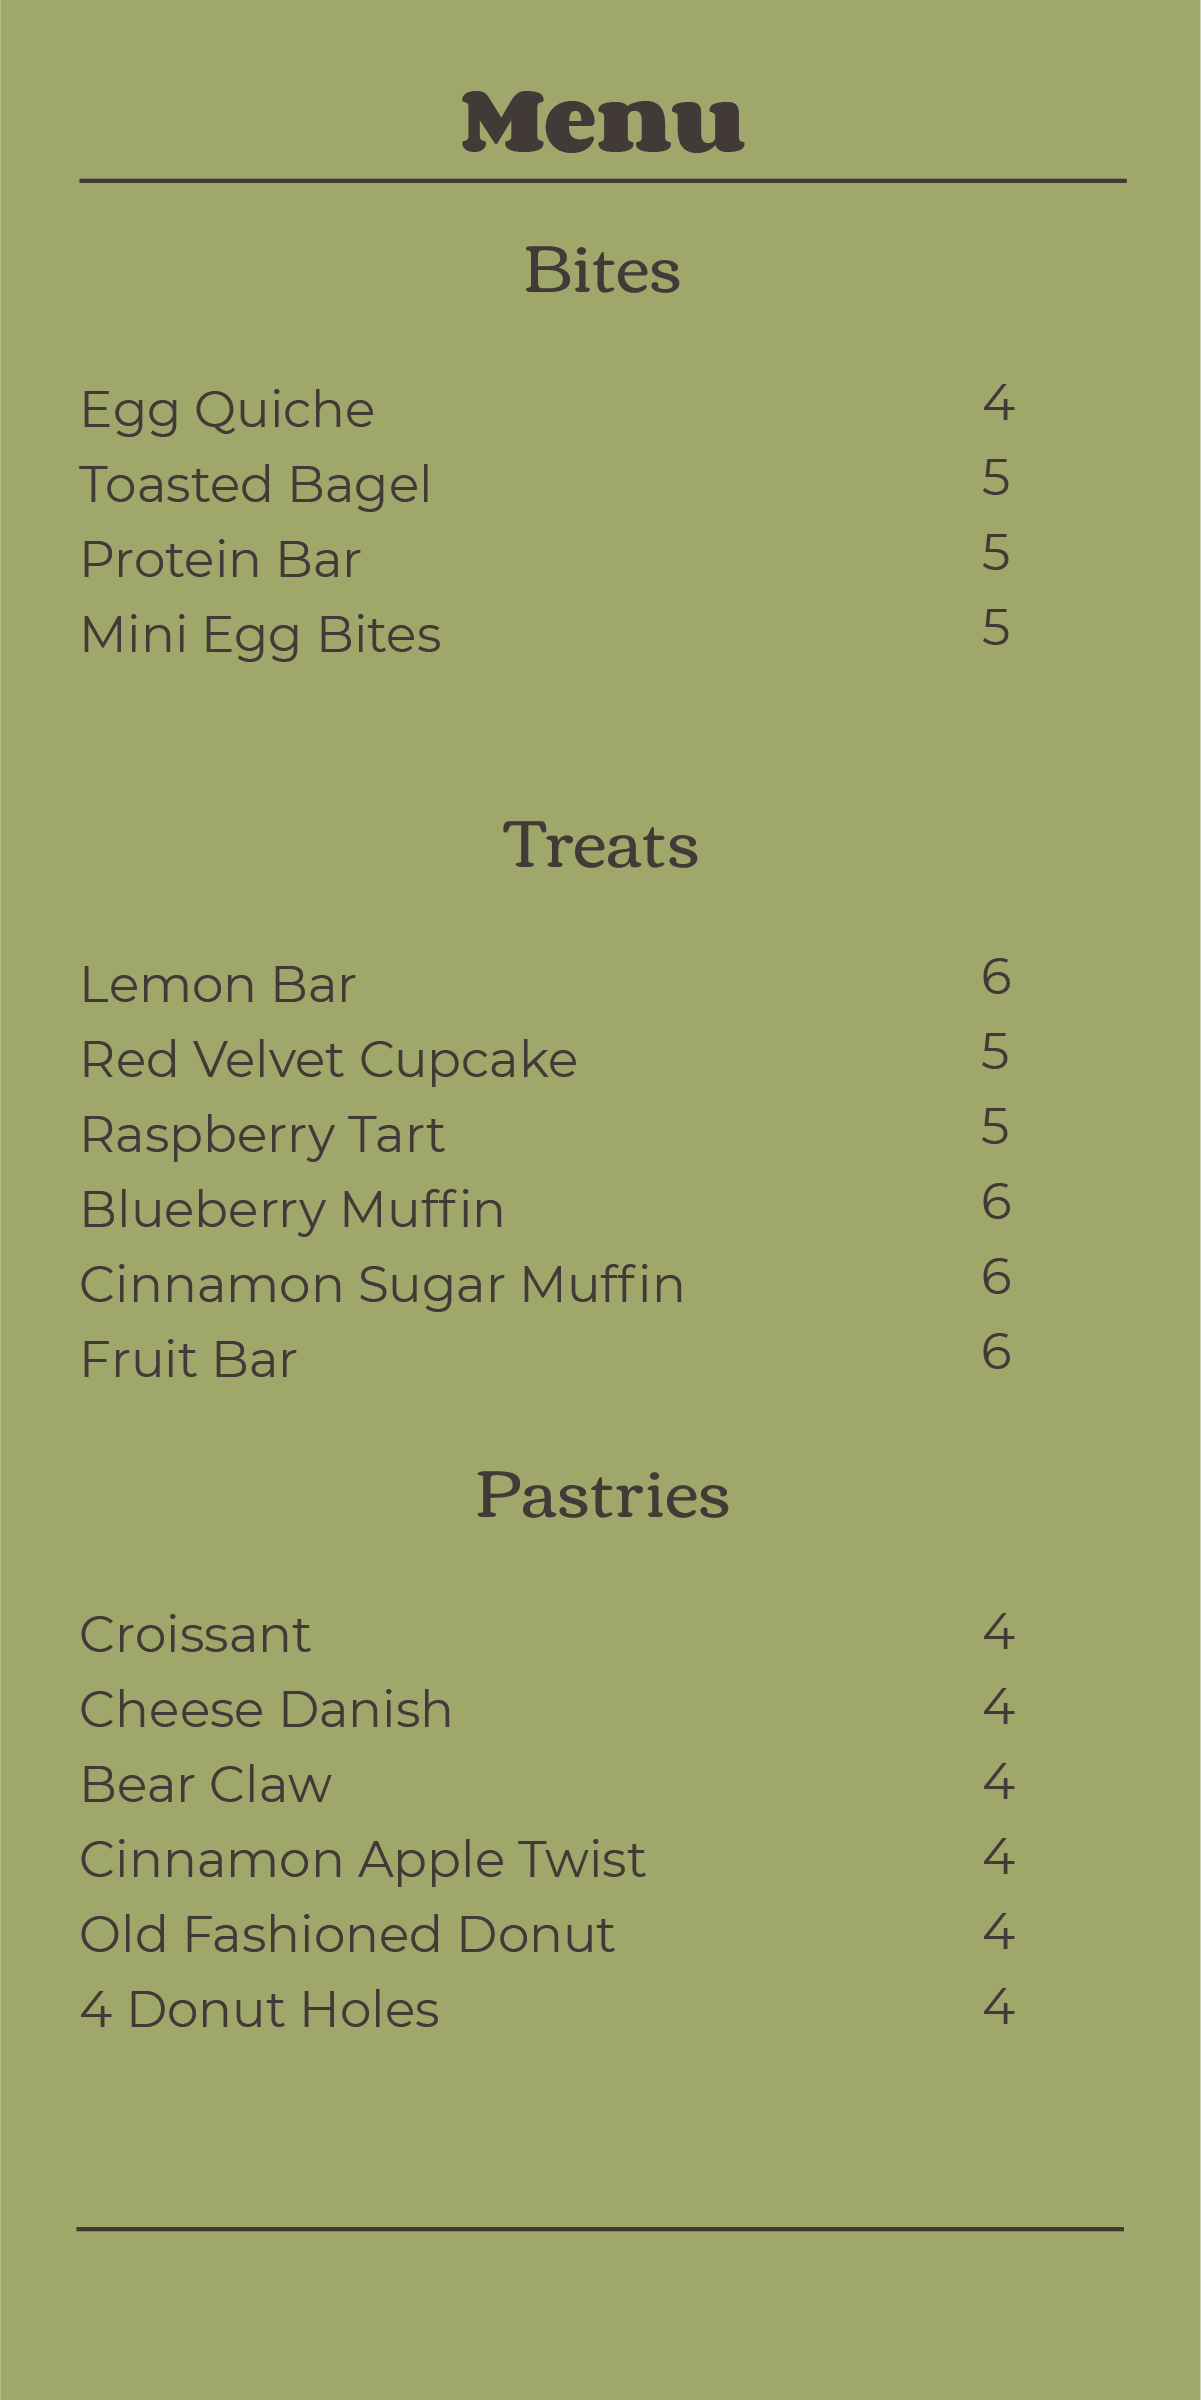 Menu
Bites
Egg Quiche 4
Toasted Bagel 5
Protein Bar 5
Mini Egg Bites 5
Treats
Lemon Bar 6
Red Velvet Cupcake 5
Raspberry Tart 5
Blueberry Muffin 6
Cinnamon Sugar Muffin 6
Fruit Bar 6
Pastries
Croissant 4
Cheese Danish 4
Bear Claw 4
Cinnamon Apple Twist 4
Old Fashioned Donut 4
4 Donut Holes 4